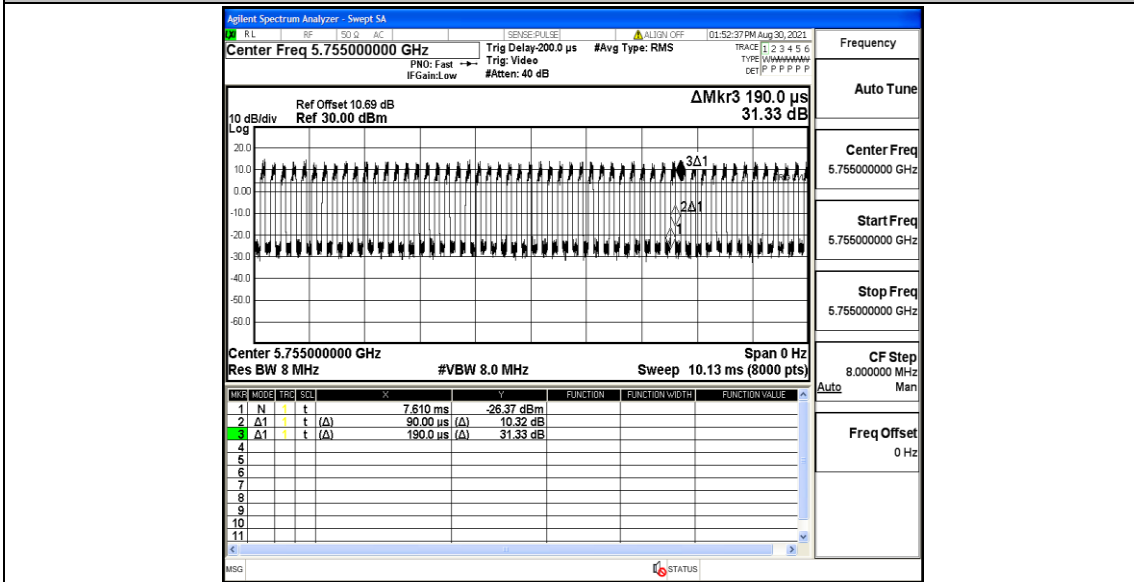 Agilent Spectrum Analyzer - Swept SA
RL RF 50 Ω AC SENSE:PULSE ALIGN OFF 01:52:37 PM Aug 30, 2021
Center Freq 5.755000000 GHz
Trig Delay-200.0 µs #Avg Type: RMS TRACE 1 2 3 4 5 6
PNO: Fast Trig: Video TYPE
IFGain:Low #Atten: 40 dB DET P P P P P P
ΔMkr3 190.0 µs
31.33 dB
Ref Offset 10.69 dB
10 dB/div Ref 30.00 dBm
Log
20.0
10.0
0.00
-10.0
-20.0
-30.0
-40.0
-50.0
-60.0
3Δ1
2Δ1
1
Center 5.755000000 GHz Span 0 Hz
Res BW 8 MHz #VBW 8.0 MHz Sweep 10.13 ms (8000 pts)
MKR MODE TRC SCL X Y FUNCTION FUNCTION WIDTH FUNCTION VALUE
1 N 1 t 7.610 ms -26.37 dBm
2 Δ1 1 t (Δ) 90.00 µs (Δ) 10.32 dB
3 Δ1 1 t (Δ) 190.0 µs (Δ) 31.33 dB
4
5
6
7
8
9
10
11
MSG STATUS
Frequency
Auto Tune
Center Freq
5.755000000 GHz
Start Freq
5.755000000 GHz
Stop Freq
5.755000000 GHz
CF Step
8.000000 MHz
Auto Man
Freq Offset
0 Hz